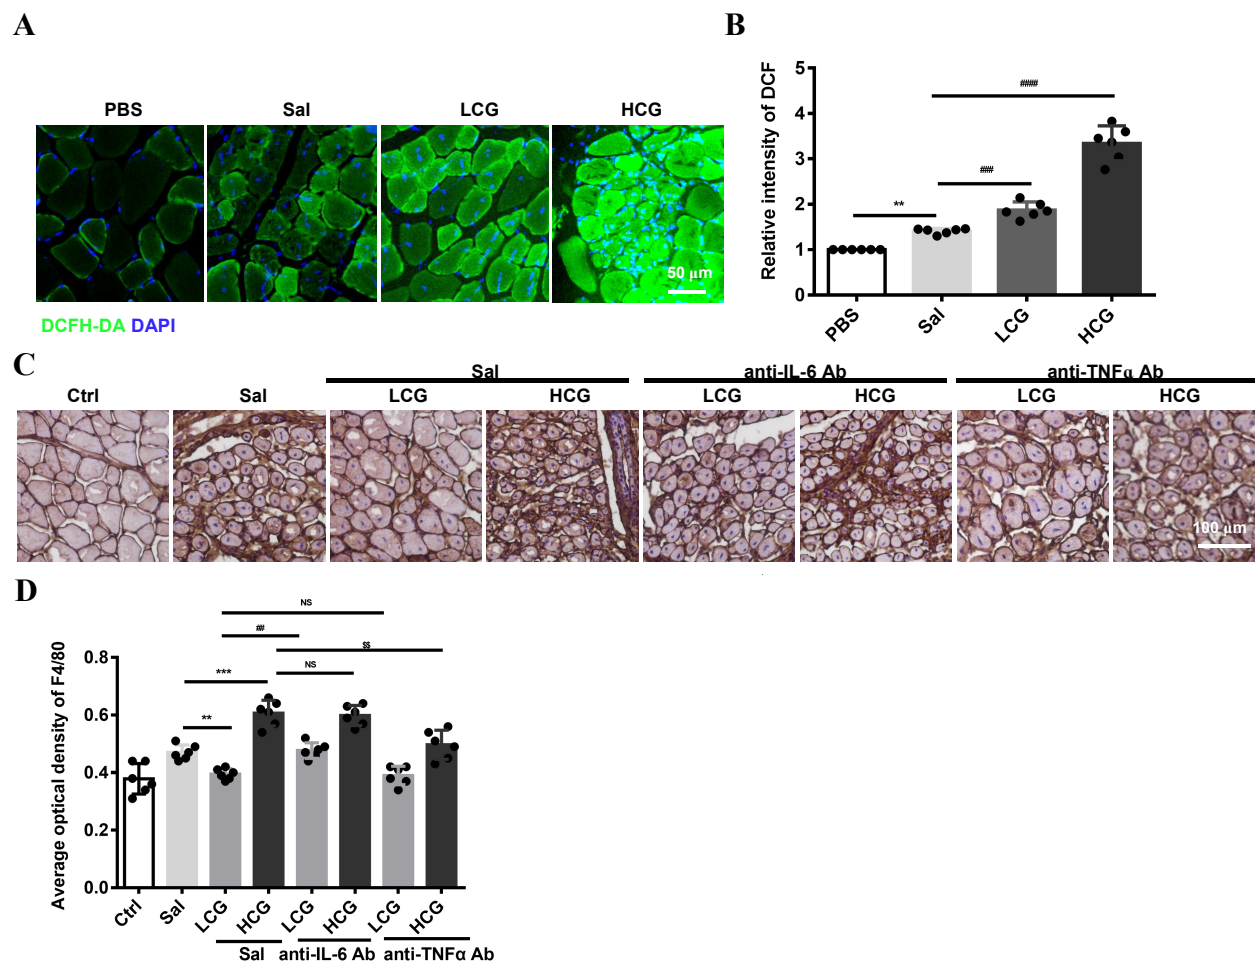 A
PBS Sal LCG HCG
50 μm
DCFH-DA DAPI
B
Relative intensity of DCF
5
4
3
2
1
0
**
###
####
PBS Sal LCG HCG
C
Sal anti-IL-6 Ab anti-TNFα Ab
Ctrl Sal LCG HCG LCG HCG LCG HCG
100 μm
D
Average optical density of F4/80
0.8
0.6
0.4
0.2
0.0
NS
##
$$
NS
***
**
Ctrl Sal LCG HCG LCG HCG LCG HCG
Sal anti-IL-6 Ab anti-TNFα Ab